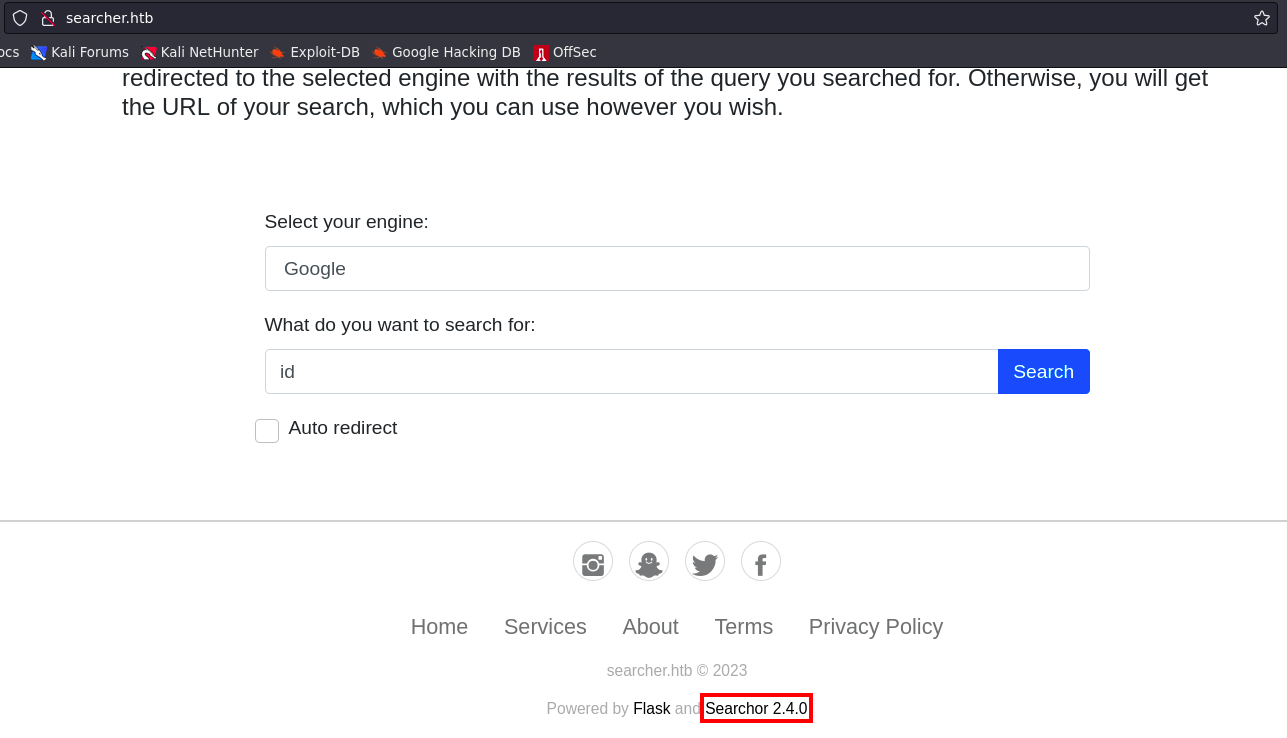 searcher.htb
ocs Kali Forums Kali NetHunter Exploit-DB Google Hacking DB OffSec
redirected to the selected engine with the results of the query you searched for. Otherwise, you will get
the URL of your search, which you can use however you wish.
Select your engine:
Google
What do you want to search for:
id Search
Auto redirect
Home Services About Terms Privacy Policy
searcher.htb © 2023
Powered by Flask and Searchor 2.4.0